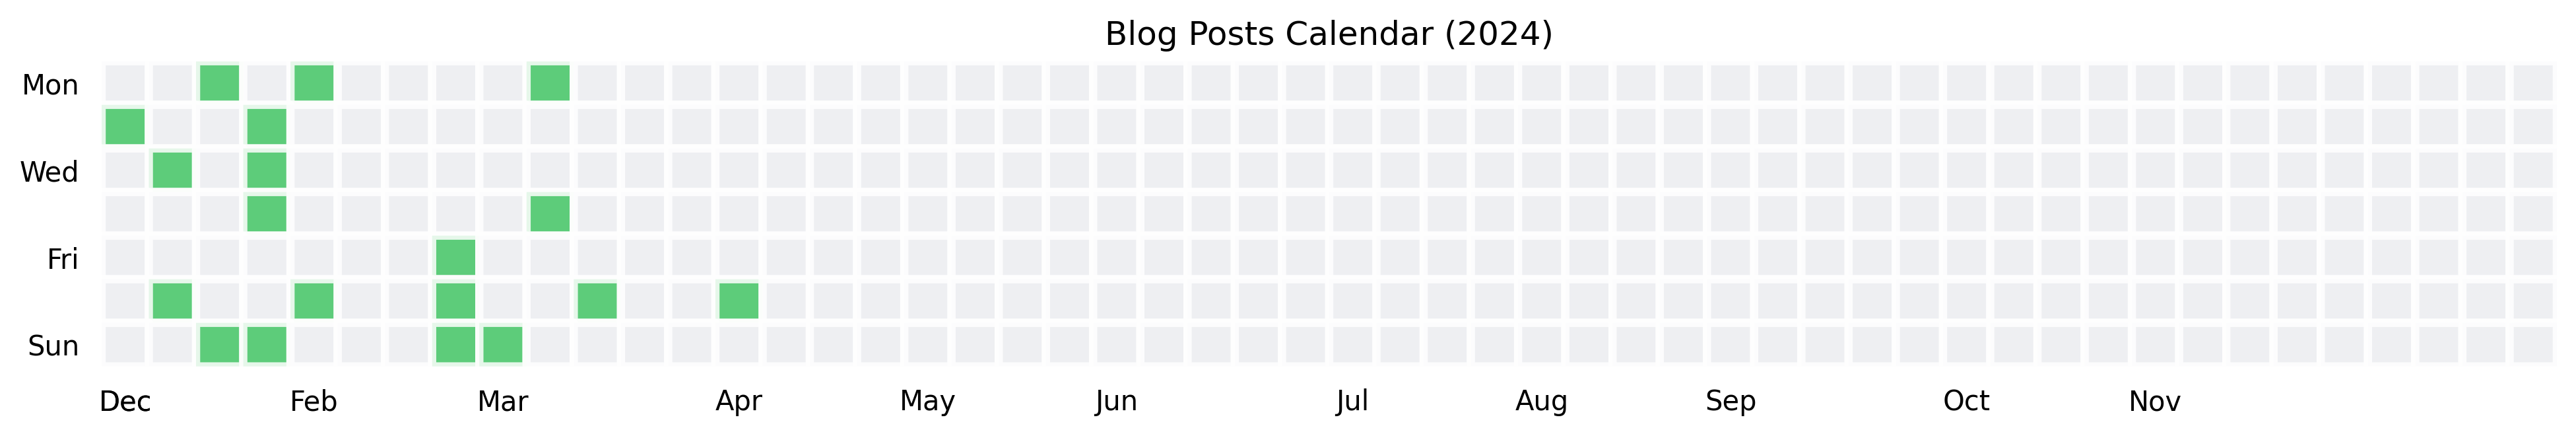 Blog Posts Calendar (2024)
Mon
Wed
Fri
Sun
Dec Feb Mar Apr May Jun Jul Aug Sep Oct Nov